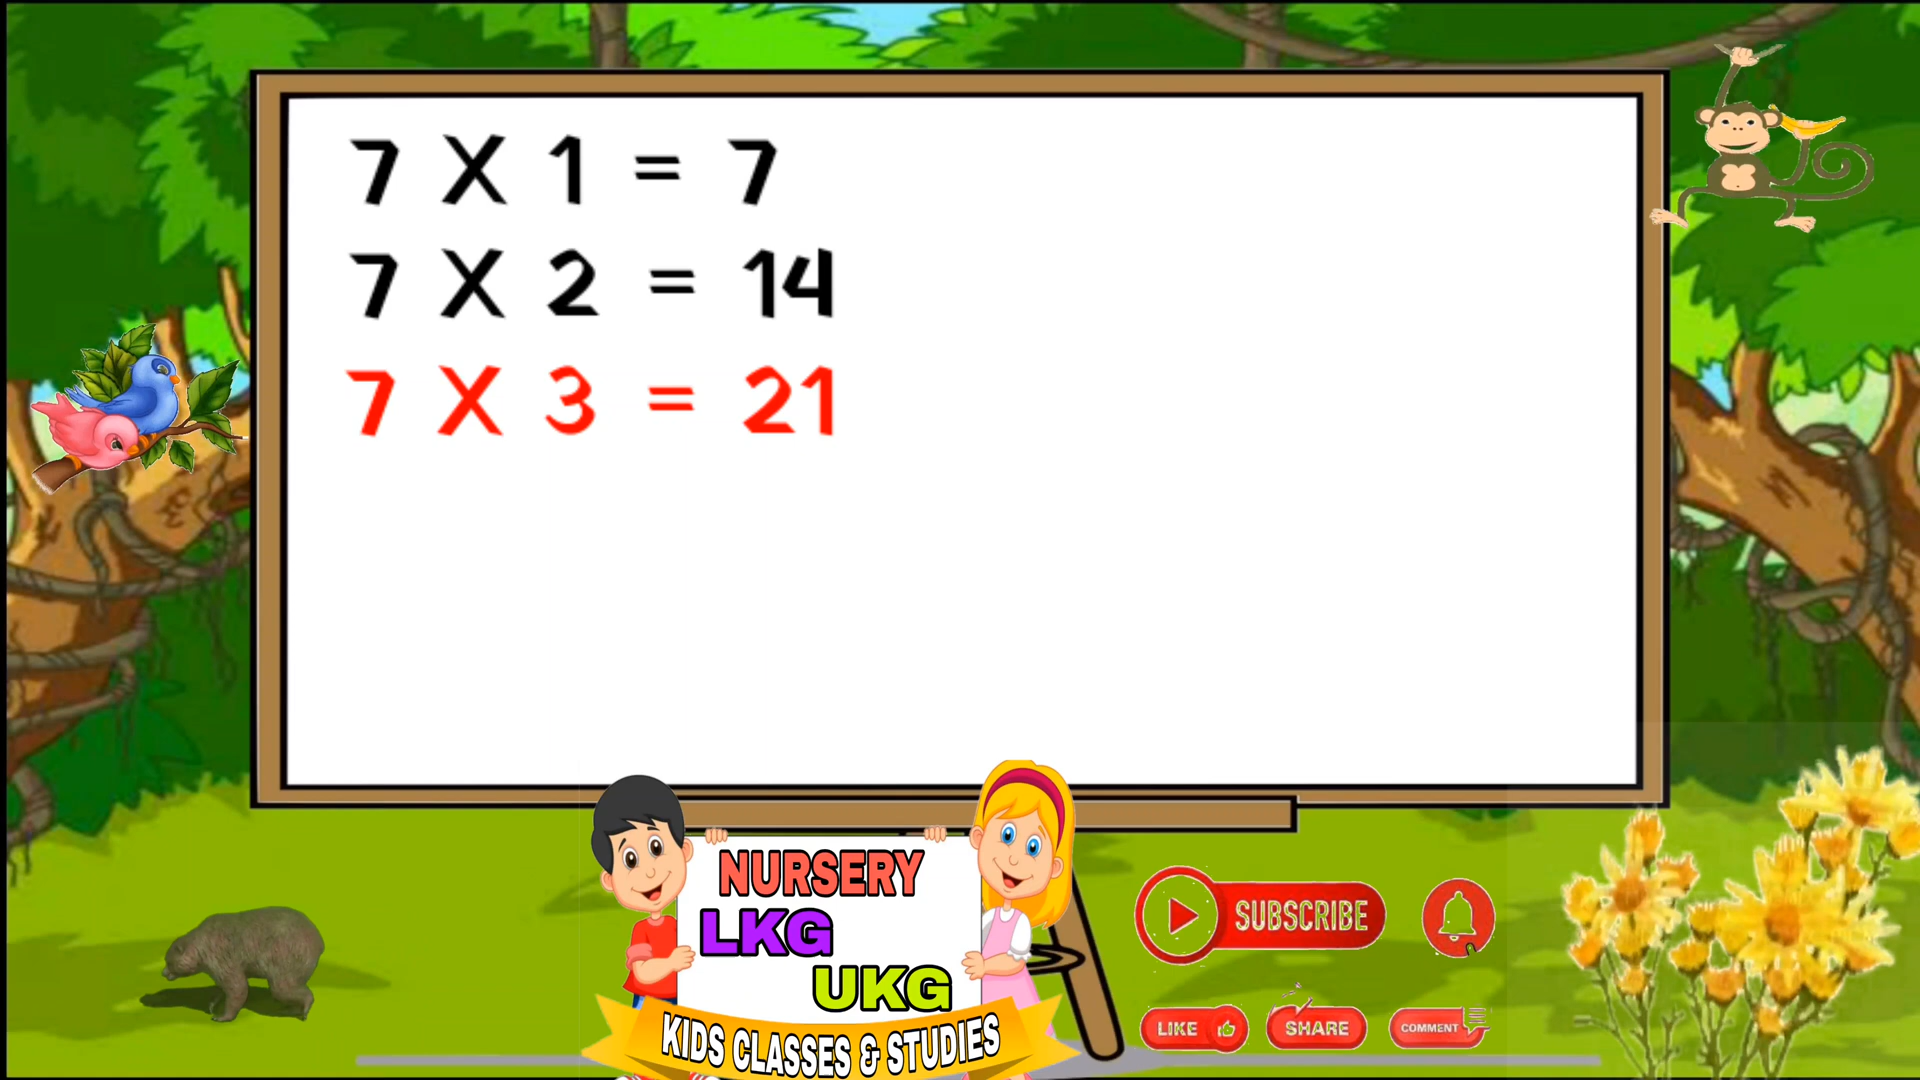 7 X 1 = 7
7 X 2 = 14
7 X 3 = 21
NURSERY
LKG
UKG
KIDS CLASSES & STUDIES
SUBSCRIBE
LIKE
SHARE
COMMENT